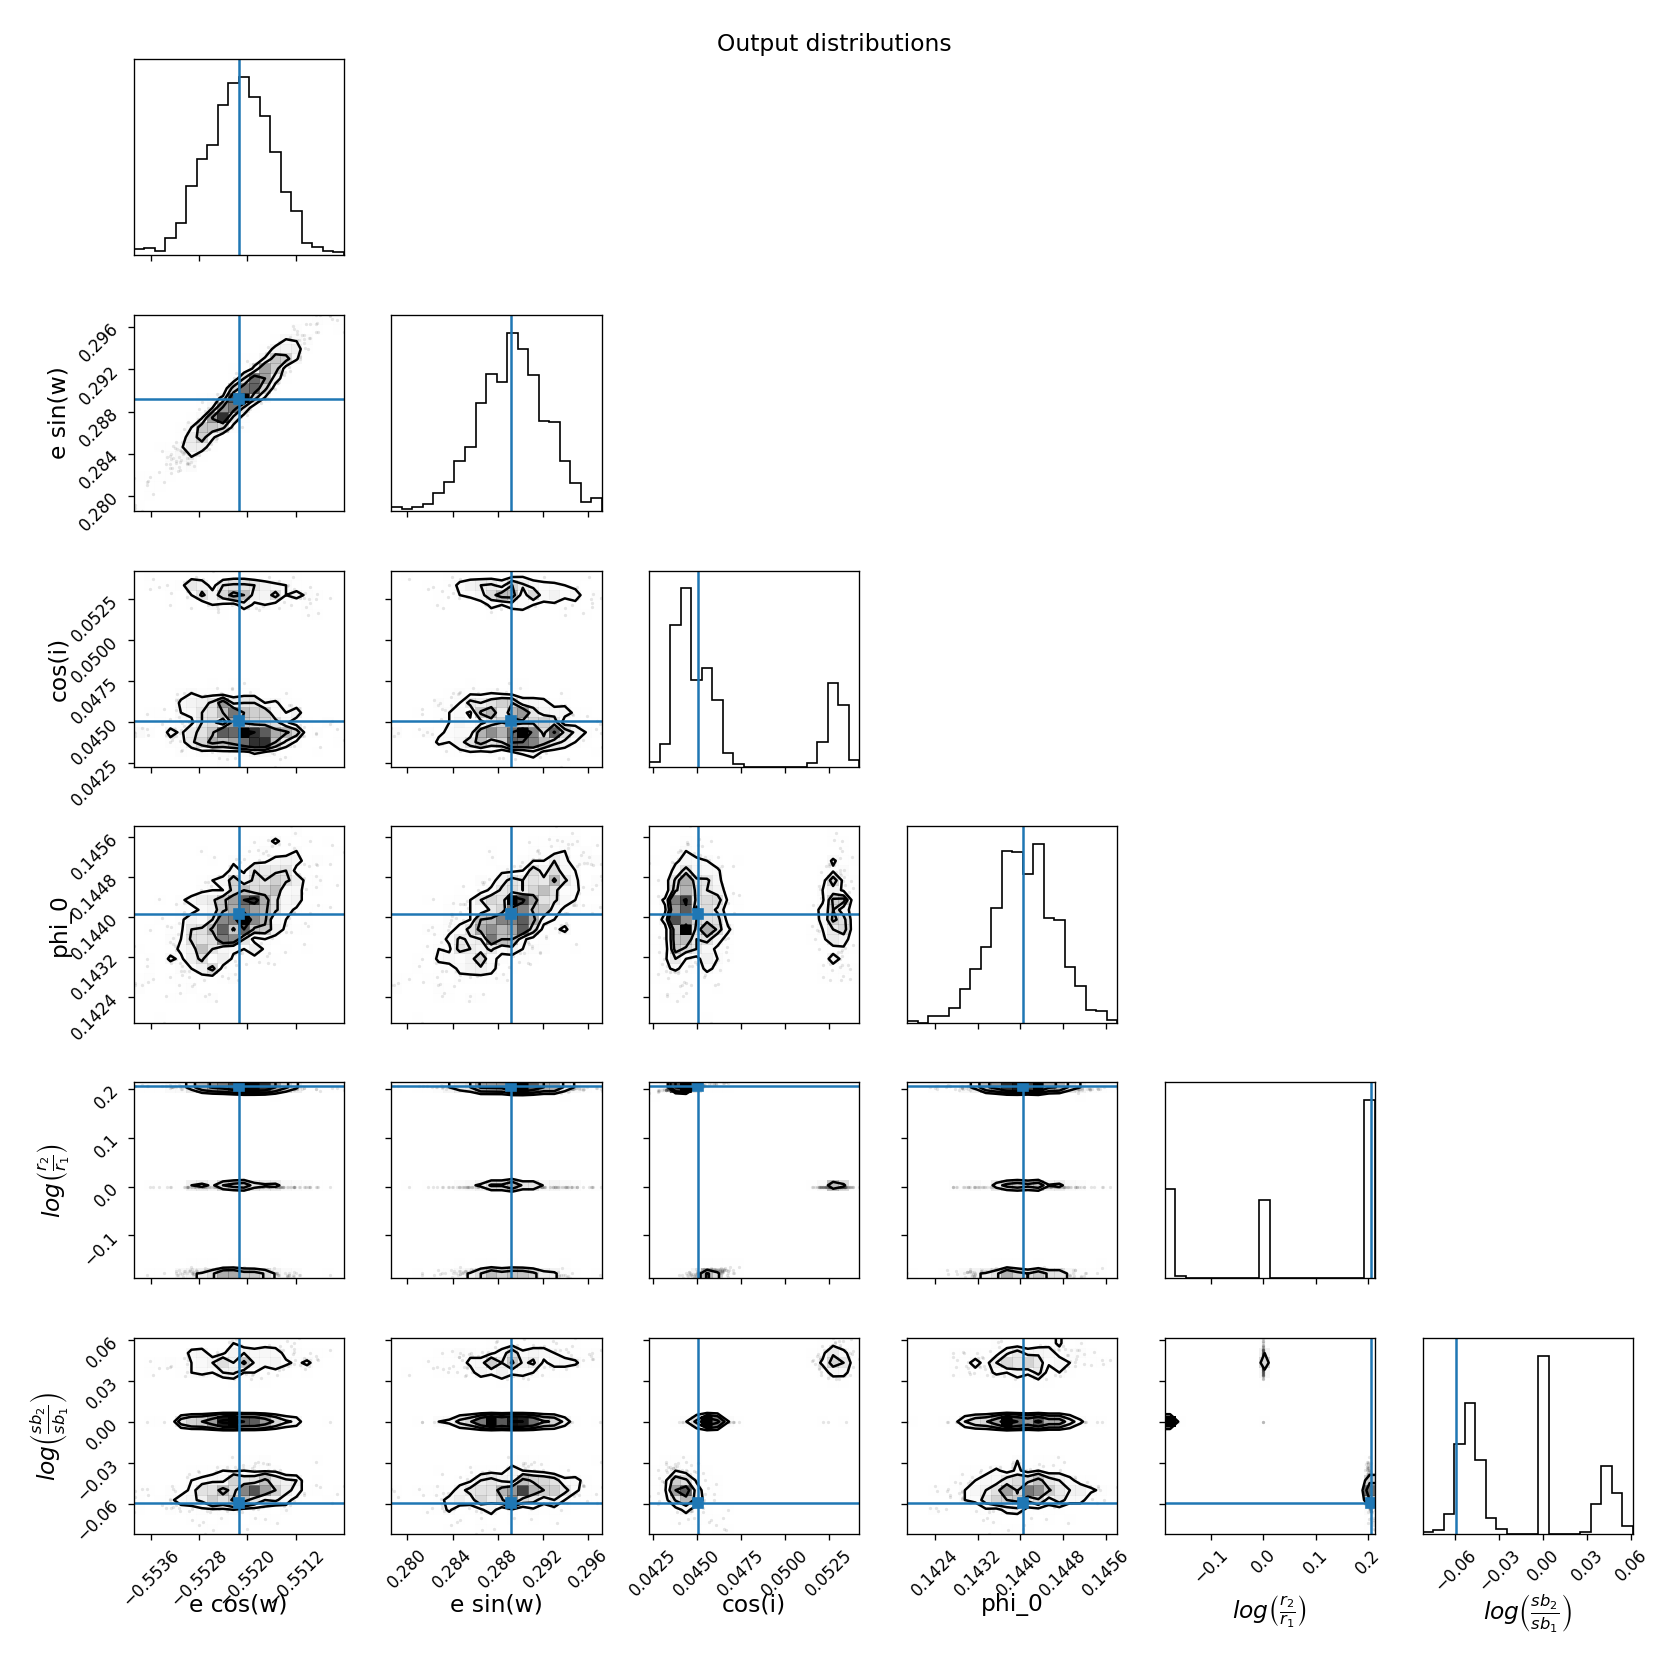 Output distributions
0.296
0.292
0.288
0.284
0.280
e sin(w)
0.0525
0.0500
0.0475
0.0450
0.0425
cos(i)
0.1456
0.1448
0.1440
0.1432
0.1424
phi_0
0.2
0.1
0.0
−0.1
log(r₂/r₁)
0.06
0.03
0.00
−0.03
−0.06
log(sb₂/sb₁)
−0.5536 −0.5528 −0.5520 −0.5512
0.280 0.284 0.288 0.292 0.296
0.0425 0.0450 0.0475 0.0500 0.0525
0.1424 0.1432 0.1440 0.1448 0.1456
−0.1 0.0 0.1 0.2
−0.06 −0.03 0.00 0.03 0.06
e cos(w) e sin(w) cos(i) phi_0 log(r₂/r₁) log(sb₂/sb₁)